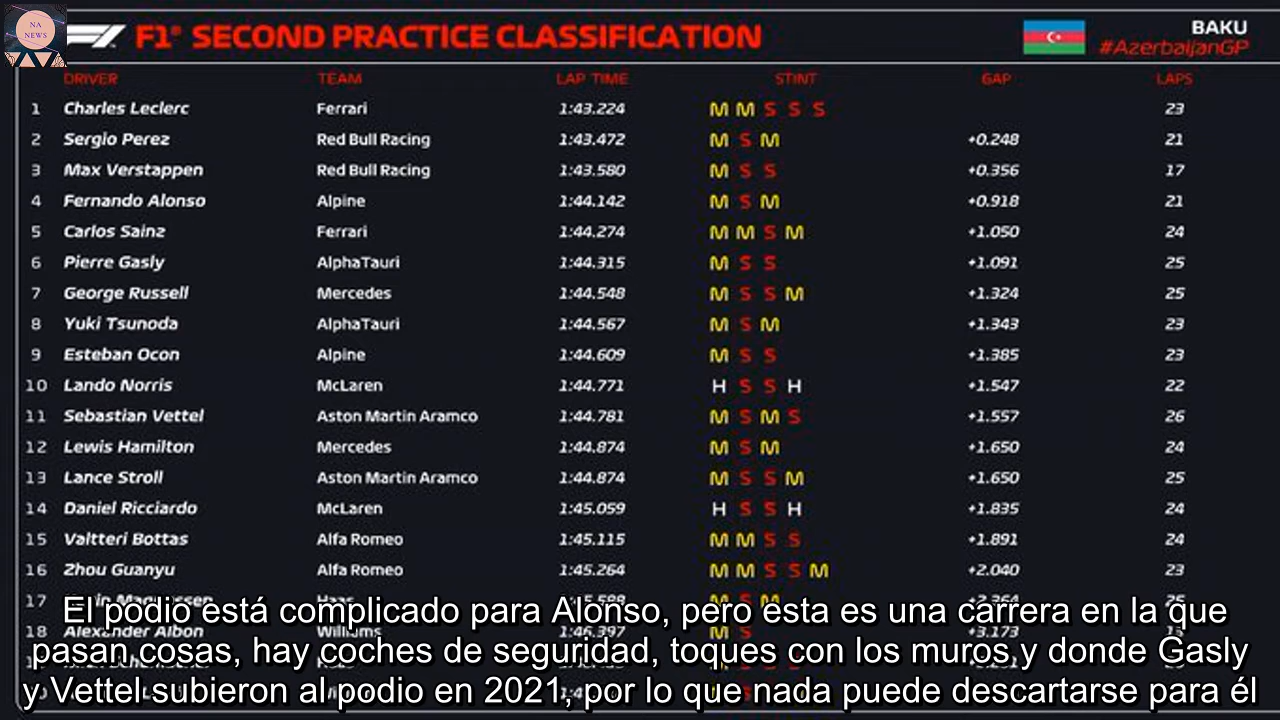 NA
NEWS
F1® SECOND PRACTICE CLASSIFICATION
BAKU
#AzerbaijanGP
DRIVER TEAM LAP TIME STINT GAP LAPS
1 Charles Leclerc Ferrari 1:43.224 M M S S S 23
2 Sergio Perez Red Bull Racing 1:43.472 M S M +0.248 21
3 Max Verstappen Red Bull Racing 1:43.580 M S S +0.356 17
4 Fernando Alonso Alpine 1:44.142 M S M +0.918 21
5 Carlos Sainz Ferrari 1:44.274 M M S M +1.050 24
6 Pierre Gasly AlphaTauri 1:44.315 M S S +1.091 25
7 George Russell Mercedes 1:44.548 M S S M +1.324 25
8 Yuki Tsunoda AlphaTauri 1:44.567 M S M +1.343 23
9 Esteban Ocon Alpine 1:44.609 M S S +1.385 23
10 Lando Norris McLaren 1:44.771 H S S H +1.547 22
11 Sebastian Vettel Aston Martin Aramco 1:44.781 M S M S +1.557 26
12 Lewis Hamilton Mercedes 1:44.874 M S M +1.650 24
13 Lance Stroll Aston Martin Aramco 1:44.874 M S S M +1.650 25
14 Daniel Ricciardo McLaren 1:45.059 H S S H +1.835 24
15 Valtteri Bottas Alfa Romeo 1:45.115 M M S S +1.891 24
16 Zhou Guanyu Alfa Romeo 1:45.264 M M S S M +2.040 23
17
18 Alexander Albon Williams 1:46.397 M S +3.173
El podio está complicado para Alonso, pero esta es una carrera en la que
pasan cosas, hay coches de seguridad, toques con los muros y donde Gasly
y Vettel subieron al podio en 2021, por lo que nada puede descartarse para él